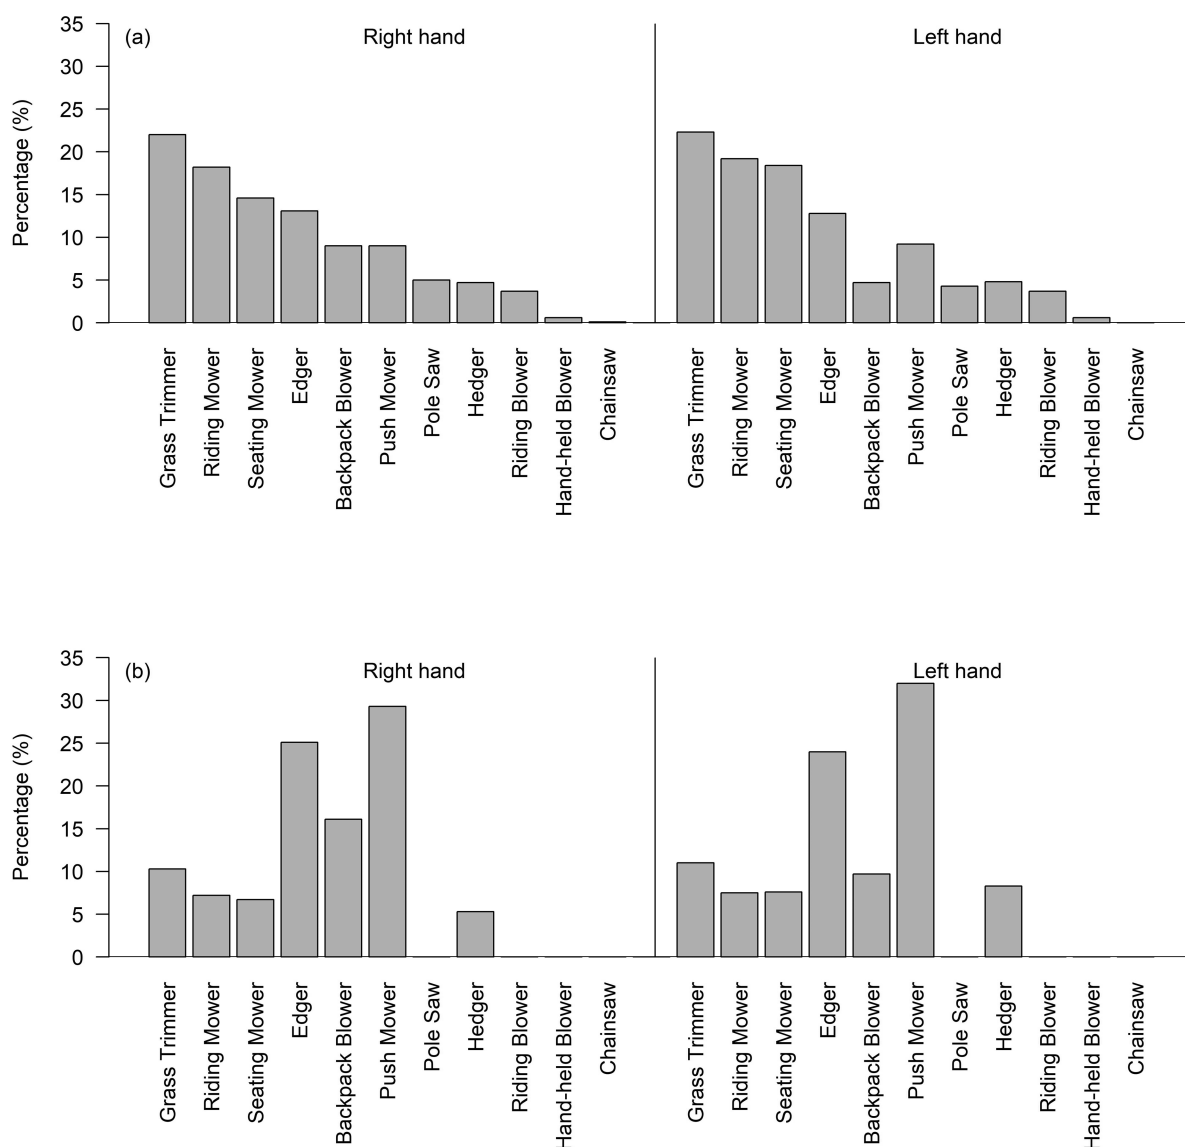 (a)
Right hand
Left hand
Percentage (%)
35
30
25
20
15
10
5
0
Grass Trimmer
Riding Mower
Seating Mower
Edger
Backpack Blower
Push Mower
Pole Saw
Hedger
Riding Blower
Hand-held Blower
Chainsaw
Grass Trimmer
Riding Mower
Seating Mower
Edger
Backpack Blower
Push Mower
Pole Saw
Hedger
Riding Blower
Hand-held Blower
Chainsaw
(b)
Right hand
Left hand
Percentage (%)
35
30
25
20
15
10
5
0
Grass Trimmer
Riding Mower
Seating Mower
Edger
Backpack Blower
Push Mower
Pole Saw
Hedger
Riding Blower
Hand-held Blower
Chainsaw
Grass Trimmer
Riding Mower
Seating Mower
Edger
Backpack Blower
Push Mower
Pole Saw
Hedger
Riding Blower
Hand-held Blower
Chainsaw